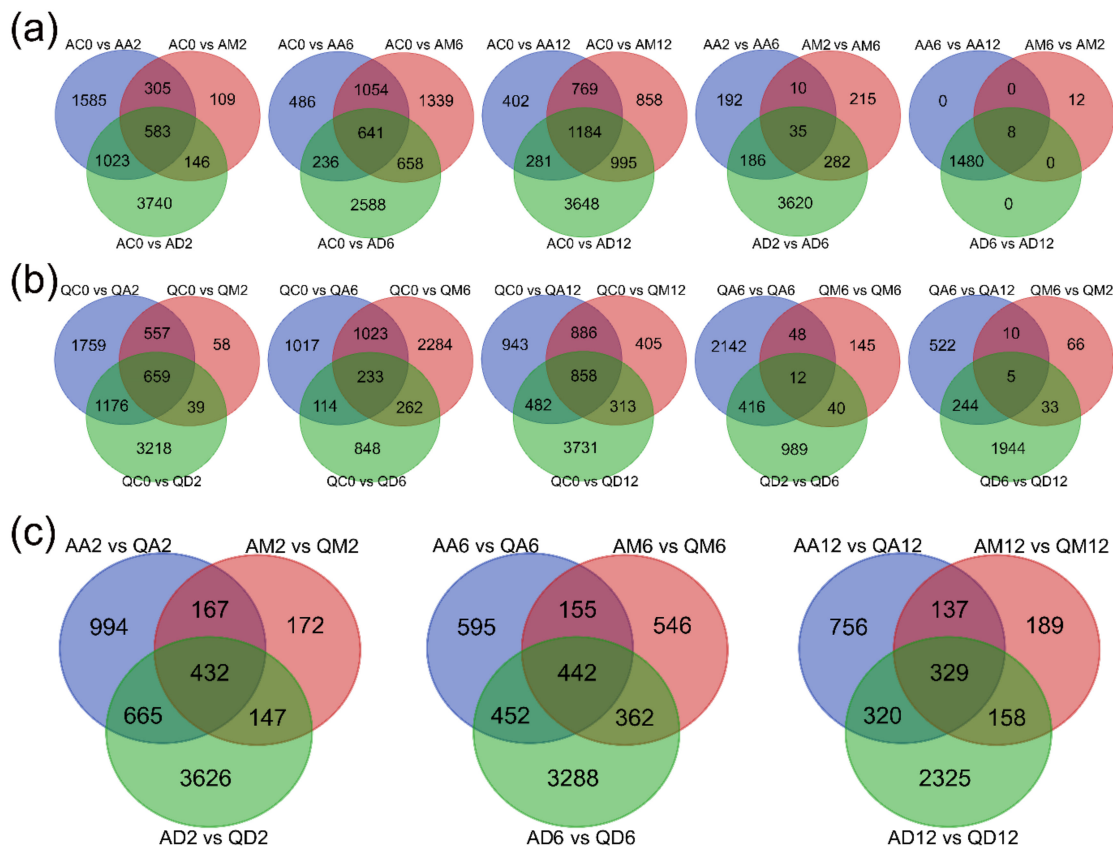 (a)
AC0 vs AA2 AC0 vs AM2 AC0 vs AA6 AC0 vs AM6 AC0 vs AA12 AC0 vs AM12 AA2 vs AA6 AM2 vs AM6 AA6 vs AA12 AM6 vs AM2
1585 305 109 486 1054 1339 402 769 858 192 10 215 0 0 12
583 641 1184 35 8
1023 146 236 658 281 995 186 282 1480 0
3740 2588 3648 3620 0
AC0 vs AD2 AC0 vs AD6 AC0 vs AD12 AD2 vs AD6 AD6 vs AD12
(b)
QC0 vs QA2 QC0 vs QM2 QC0 vs QA6 QC0 vs QM6 QC0 vs QA12 QC0 vs QM12 QA6 vs QA6 QM6 vs QM6 QA6 vs QA12 QM6 vs QM2
1759 557 58 1017 1023 2284 943 886 405 2142 48 145 522 10 66
659 233 858 12 5
1176 39 114 262 482 313 416 40 244 33
3218 848 3731 989 1944
QC0 vs QD2 QC0 vs QD6 QC0 vs QD12 QD2 vs QD6 QD6 vs QD12
(c)
AA2 vs QA2 AM2 vs QM2 AA6 vs QA6 AM6 vs QM6 AA12 vs QA12 AM12 vs QM12
994 167 172 595 155 546 756 137 189
432 442 329
665 147 452 362 320 158
3626 3288 2325
AD2 vs QD2 AD6 vs QD6 AD12 vs QD12